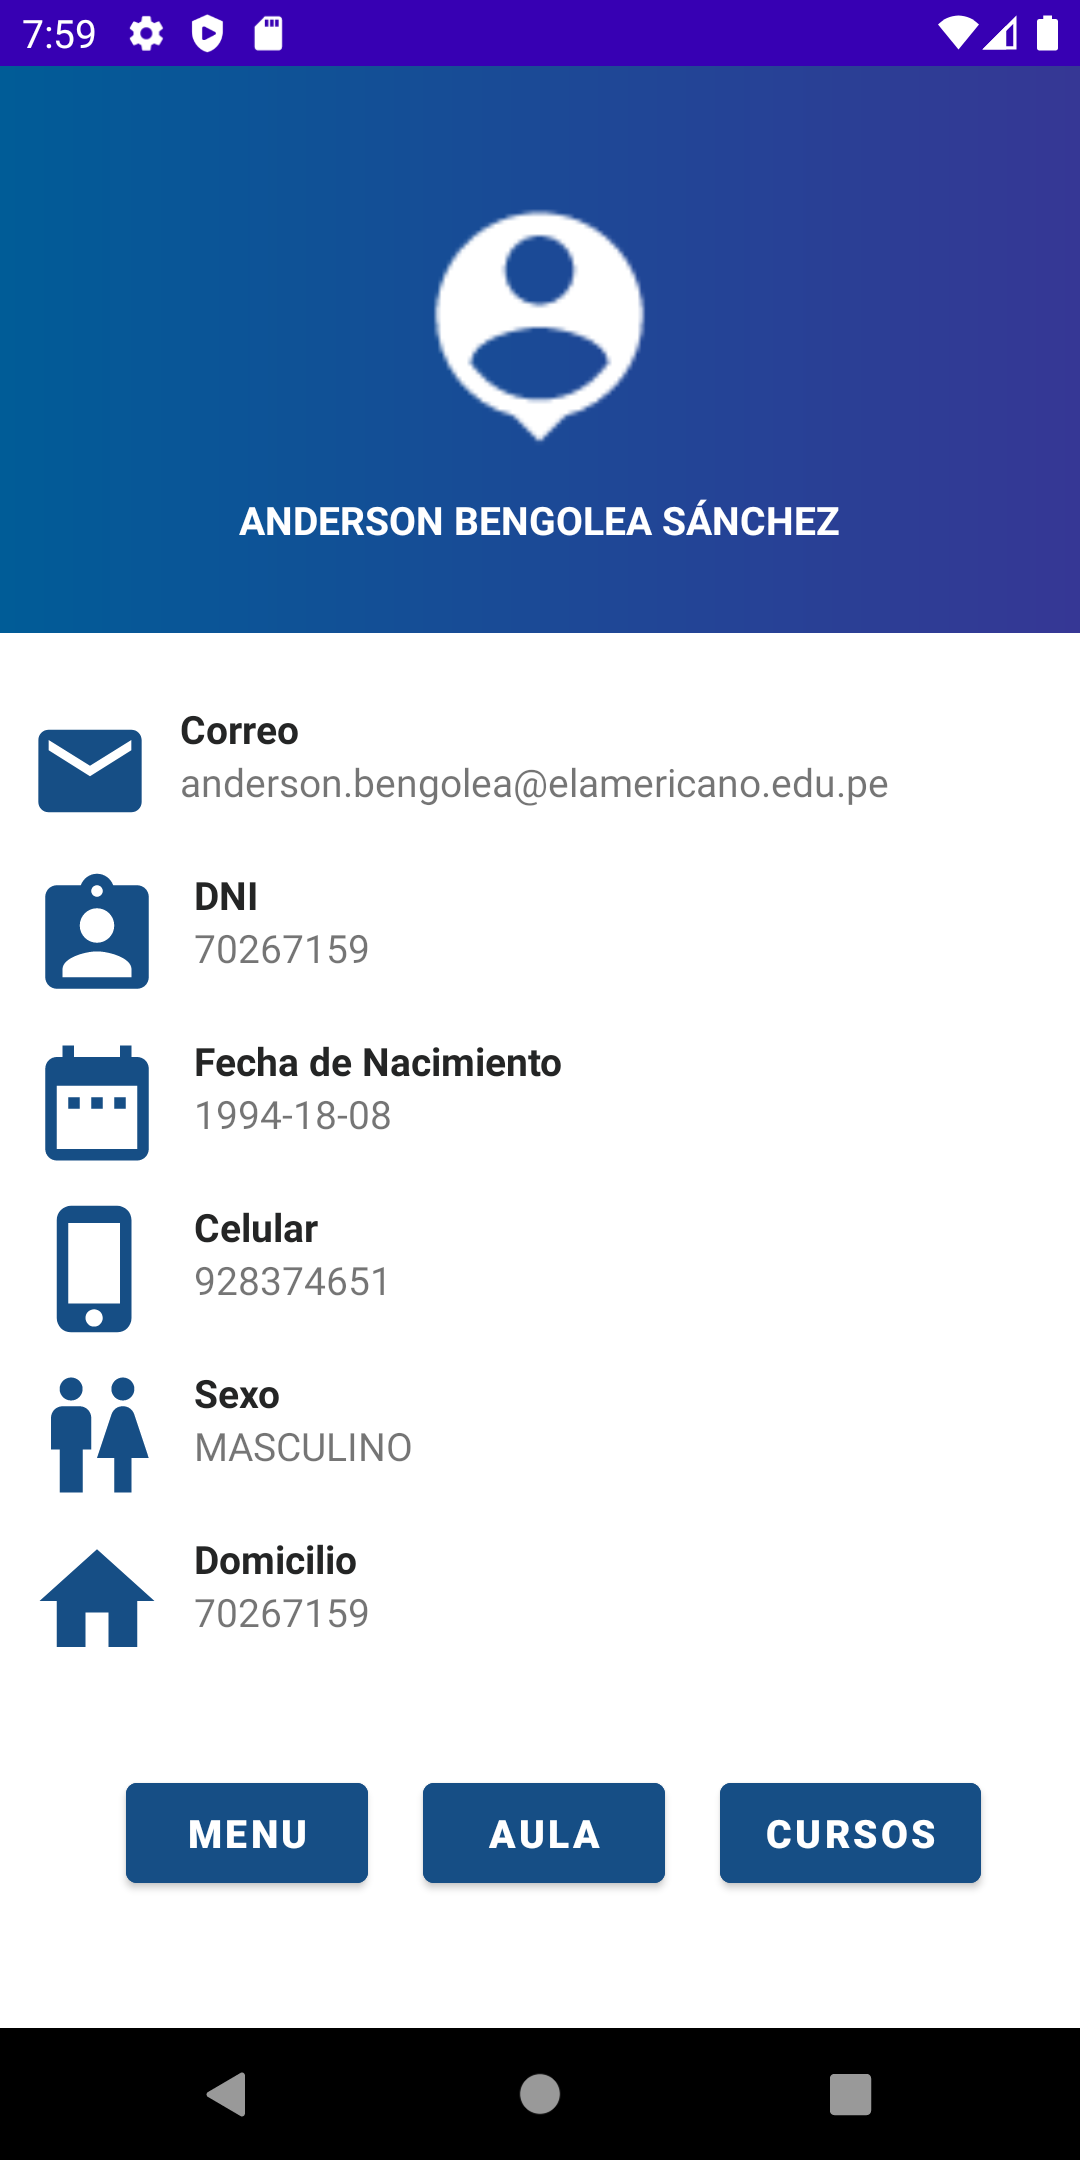 7:59
ANDERSON BENGOLEA SÁNCHEZ
Correo
anderson.bengolea@elamericano.edu.pe
DNI
70267159
Fecha de Nacimiento
1994-18-08
Celular
928374651
Sexo
MASCULINO
Domicilio
70267159
MENU
AULA
CURSOS